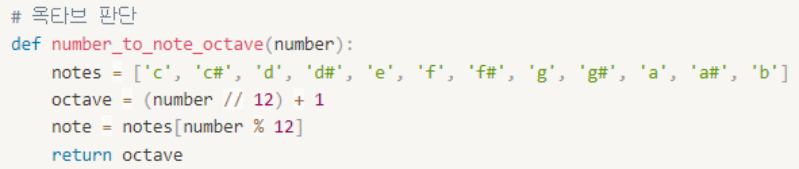 # 옥타브 판단
def number_to_note_octave(number):
    notes = ['c', 'c#', 'd', 'd#', 'e', 'f', 'f#', 'g', 'g#', 'a', 'a#', 'b']
    octave = (number // 12) + 1
    note = notes[number % 12]
    return octave